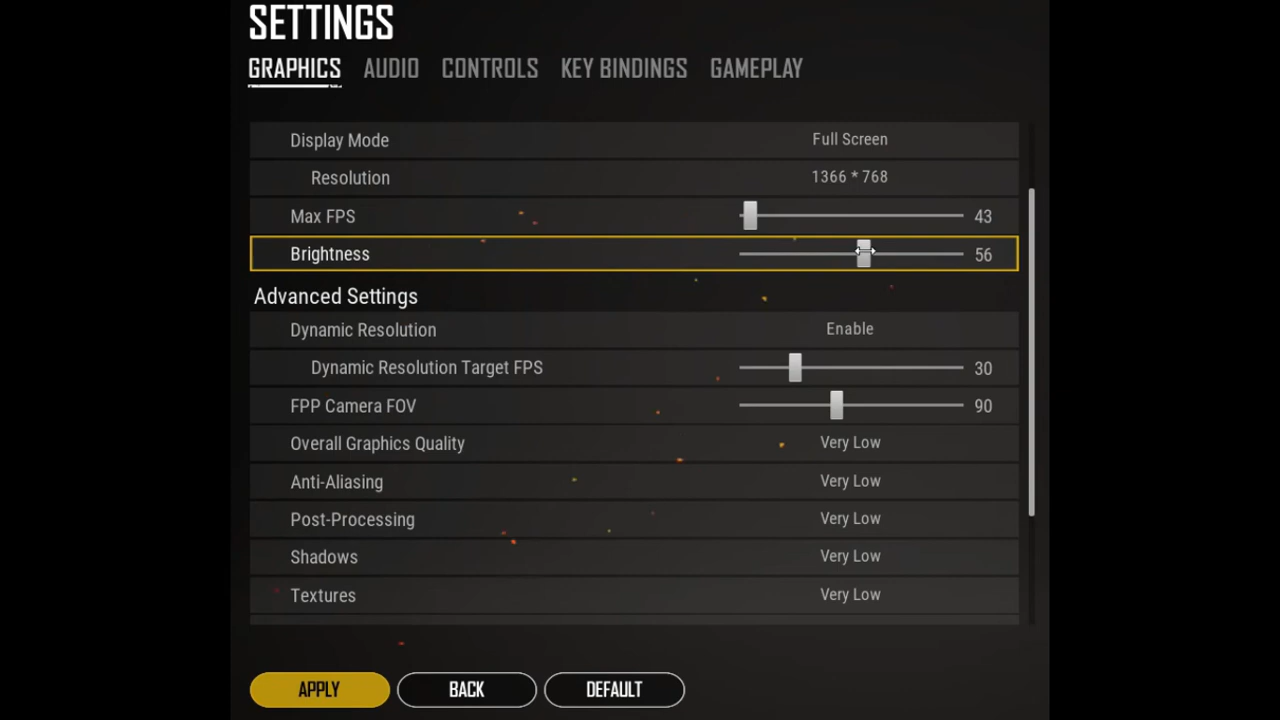 SETTINGS
GRAPHICS AUDIO CONTROLS KEY BINDINGS GAMEPLAY
Display Mode Full Screen
Resolution 1366 * 768
Max FPS 43
Brightness 56
Advanced Settings
Dynamic Resolution Enable
Dynamic Resolution Target FPS 30
FPP Camera FOV 90
Overall Graphics Quality Very Low
Anti-Aliasing Very Low
Post-Processing Very Low
Shadows Very Low
Textures Very Low
APPLY BACK DEFAULT